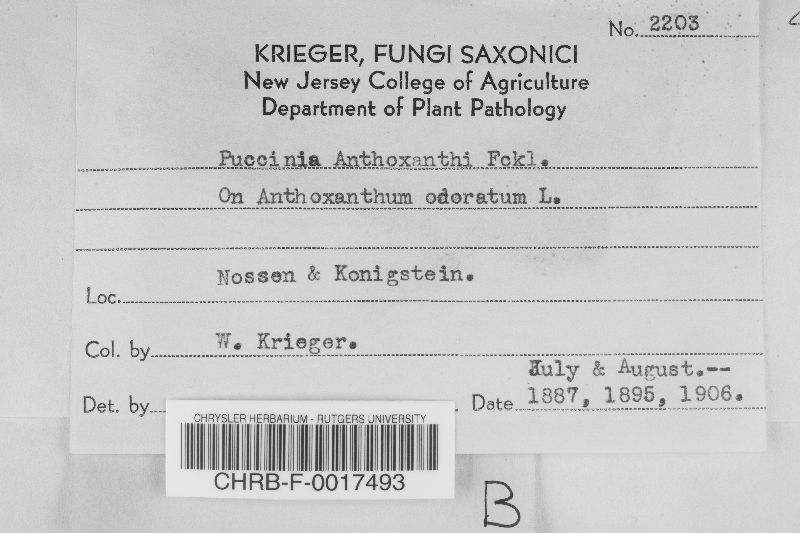 No. 2203
KRIEGER, FUNGI SAXONICI
New Jersey College of Agriculture
Department of Plant Pathology
Puccinia Anthoxanthi Fckl.
On Anthoxanthum odoratum L.
Loc. Nossen & Konigstein.
Col. by W. Krieger.
July & August.--
Det. by Date 1887, 1895, 1906.
CHRYSLER HERBARIUM - RUTGERS UNIVERSITY
CHRB-F-0017493
B